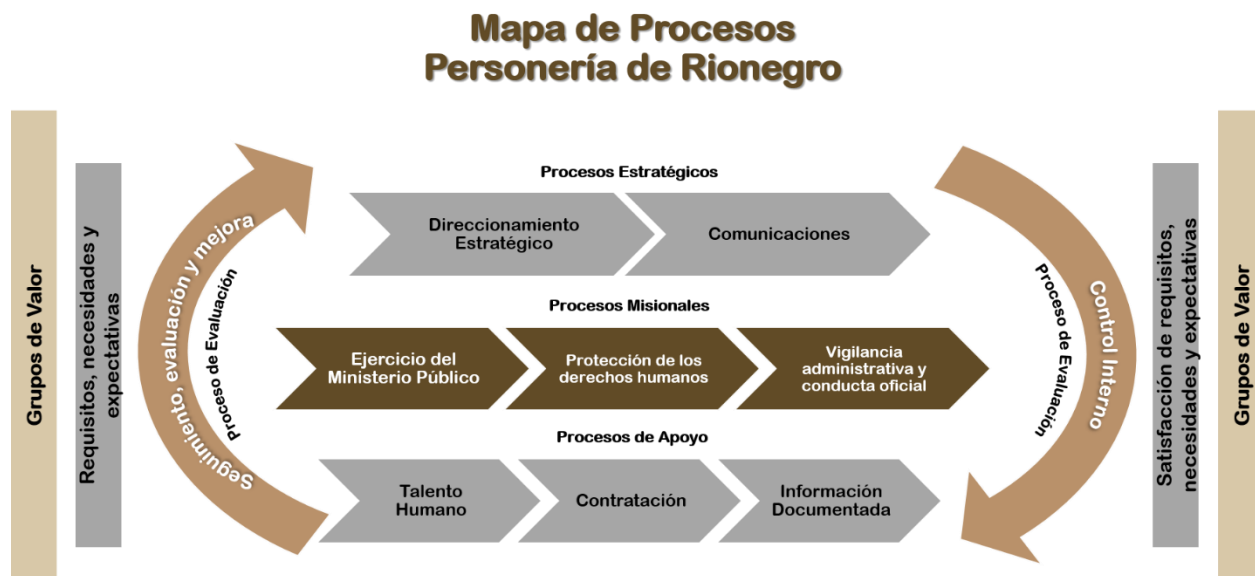 Mapa de Procesos
Personería de Rionegro
Grupos de Valor
Requisitos, necesidades y
expectativas
Seguimiento, evaluación y mejora
Proceso de Evaluación
Procesos Estratégicos
Direccionamiento
Estratégico
Comunicaciones
Procesos Misionales
Ejercicio del
Ministerio Público
Protección de los
derechos humanos
Vigilancia
administrativa y
conducta oficial
Procesos de Apoyo
Talento
Humano
Contratación
Información
Documentada
Proceso de Evaluación
Control Interno
Satisfacción de requisitos,
necesidades y expectativas
Grupos de Valor